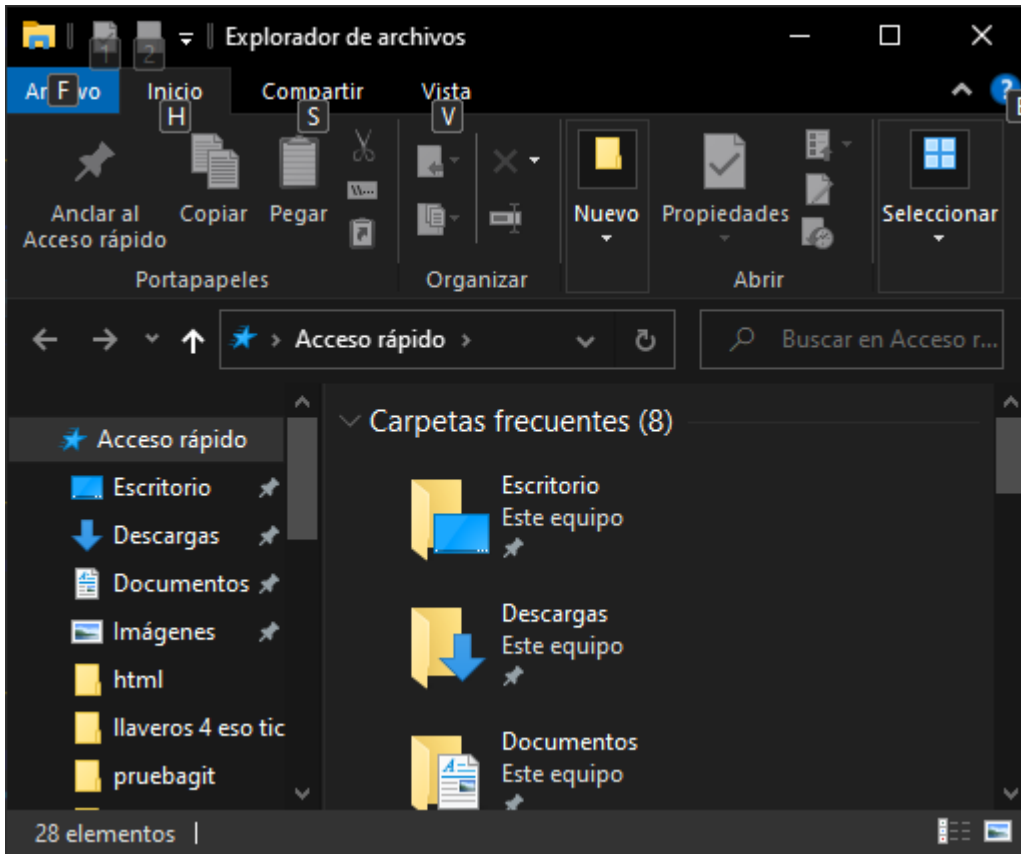 1 2 Explorador de archivos
Archivo Inicio Compartir Vista ?
F H S V E
Anclar al
Acceso rápido
Copiar Pegar
Nuevo Propiedades Seleccionar
Portapapeles Organizar Abrir
Acceso rápido Buscar en Acceso r...
Acceso rápido
Escritorio
Descargas
Documentos
Imágenes
html
llaveros 4 eso tic
pruebagit
Carpetas frecuentes (8)
Escritorio
Este equipo
Descargas
Este equipo
Documentos
Este equipo
28 elementos